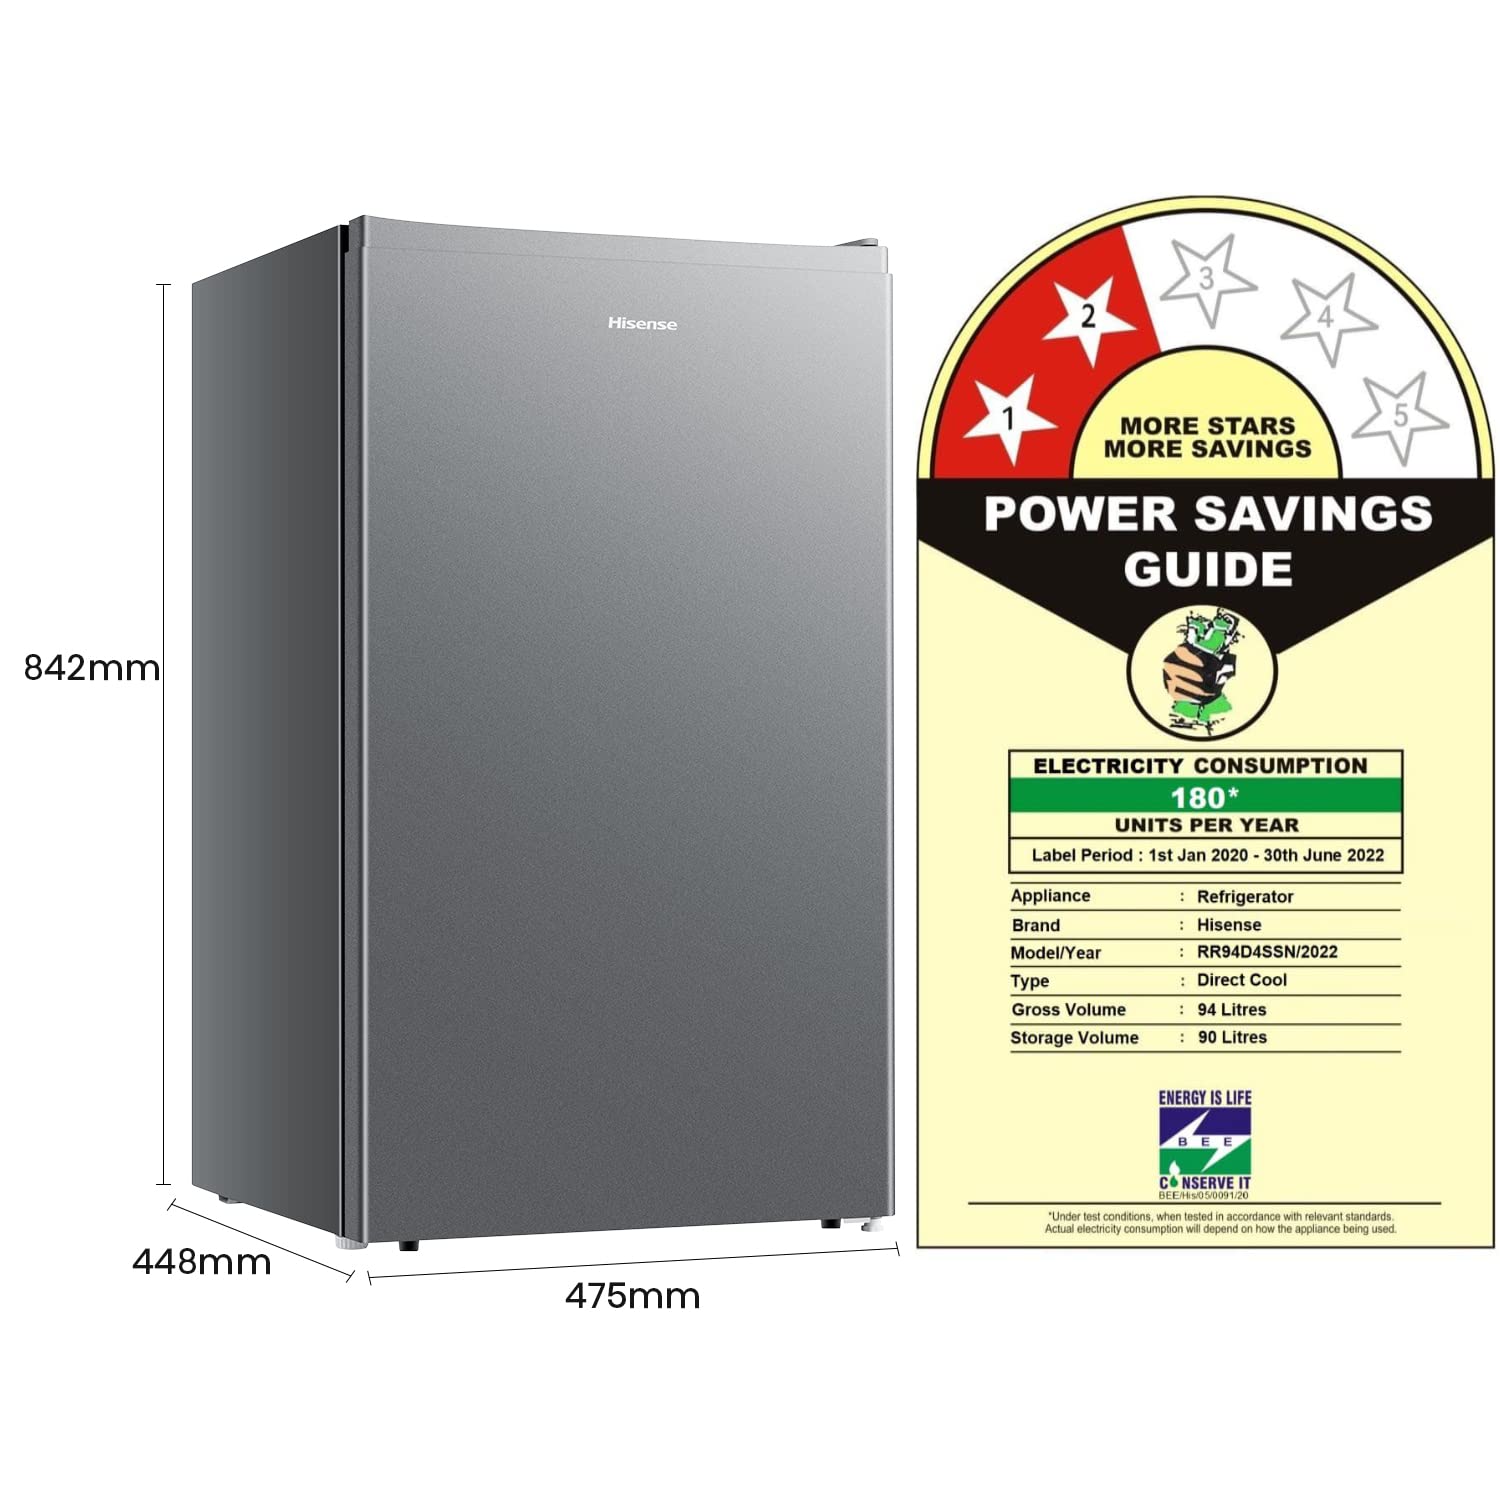 Hisense
842mm
448mm
475mm
1
2
3
4
5
MORE STARS
MORE SAVINGS
POWER SAVINGS
GUIDE
ELECTRICITY CONSUMPTION
180*
UNITS PER YEAR
Label Period : 1st Jan 2020 - 30th June 2022
Appliance : Refrigerator
Brand : Hisense
Model/Year : RR94D4SSN/2022
Type : Direct Cool
Gross Volume : 94 Litres
Storage Volume : 90 Litres
ENERGY IS LIFE
BEE
CONSERVE IT
BEE/His/05/0091/20
*Under test conditions, when tested in accordance with relevant standards.
Actual electricity consumption will depend on how the appliance being used.